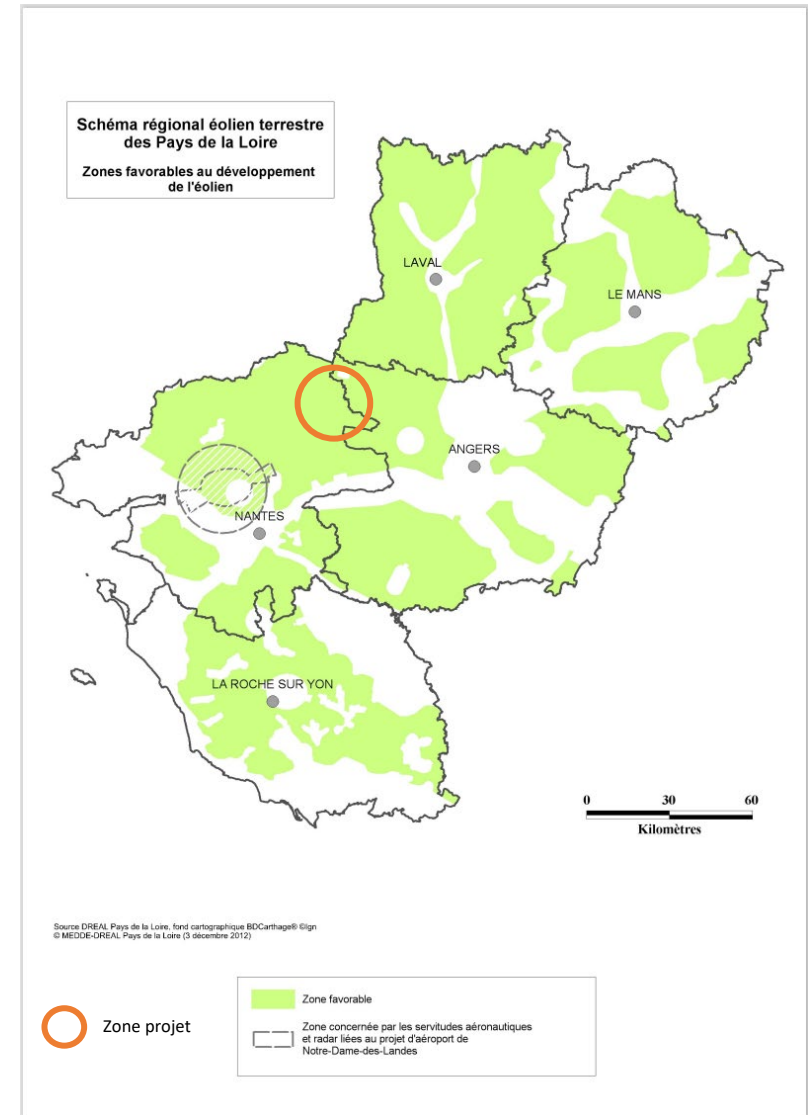 Schéma régional éolien terrestre
des Pays de la Loire
Zones favorables au développement
de l'éolien
LAVAL
LE MANS
ANGERS
NANTES
LA ROCHE SUR YON
0 30 60
Kilomètres
Source DREAL Pays de la Loire, fond cartographique BDCarthage® ©Ign
© MEDDE-DREAL Pays de la Loire (3 décembre 2012)
Zone projet
Zone favorable
Zone concernée par les servitudes aéronautiques
et radar liées au projet d'aéroport de
Notre-Dame-des-Landes